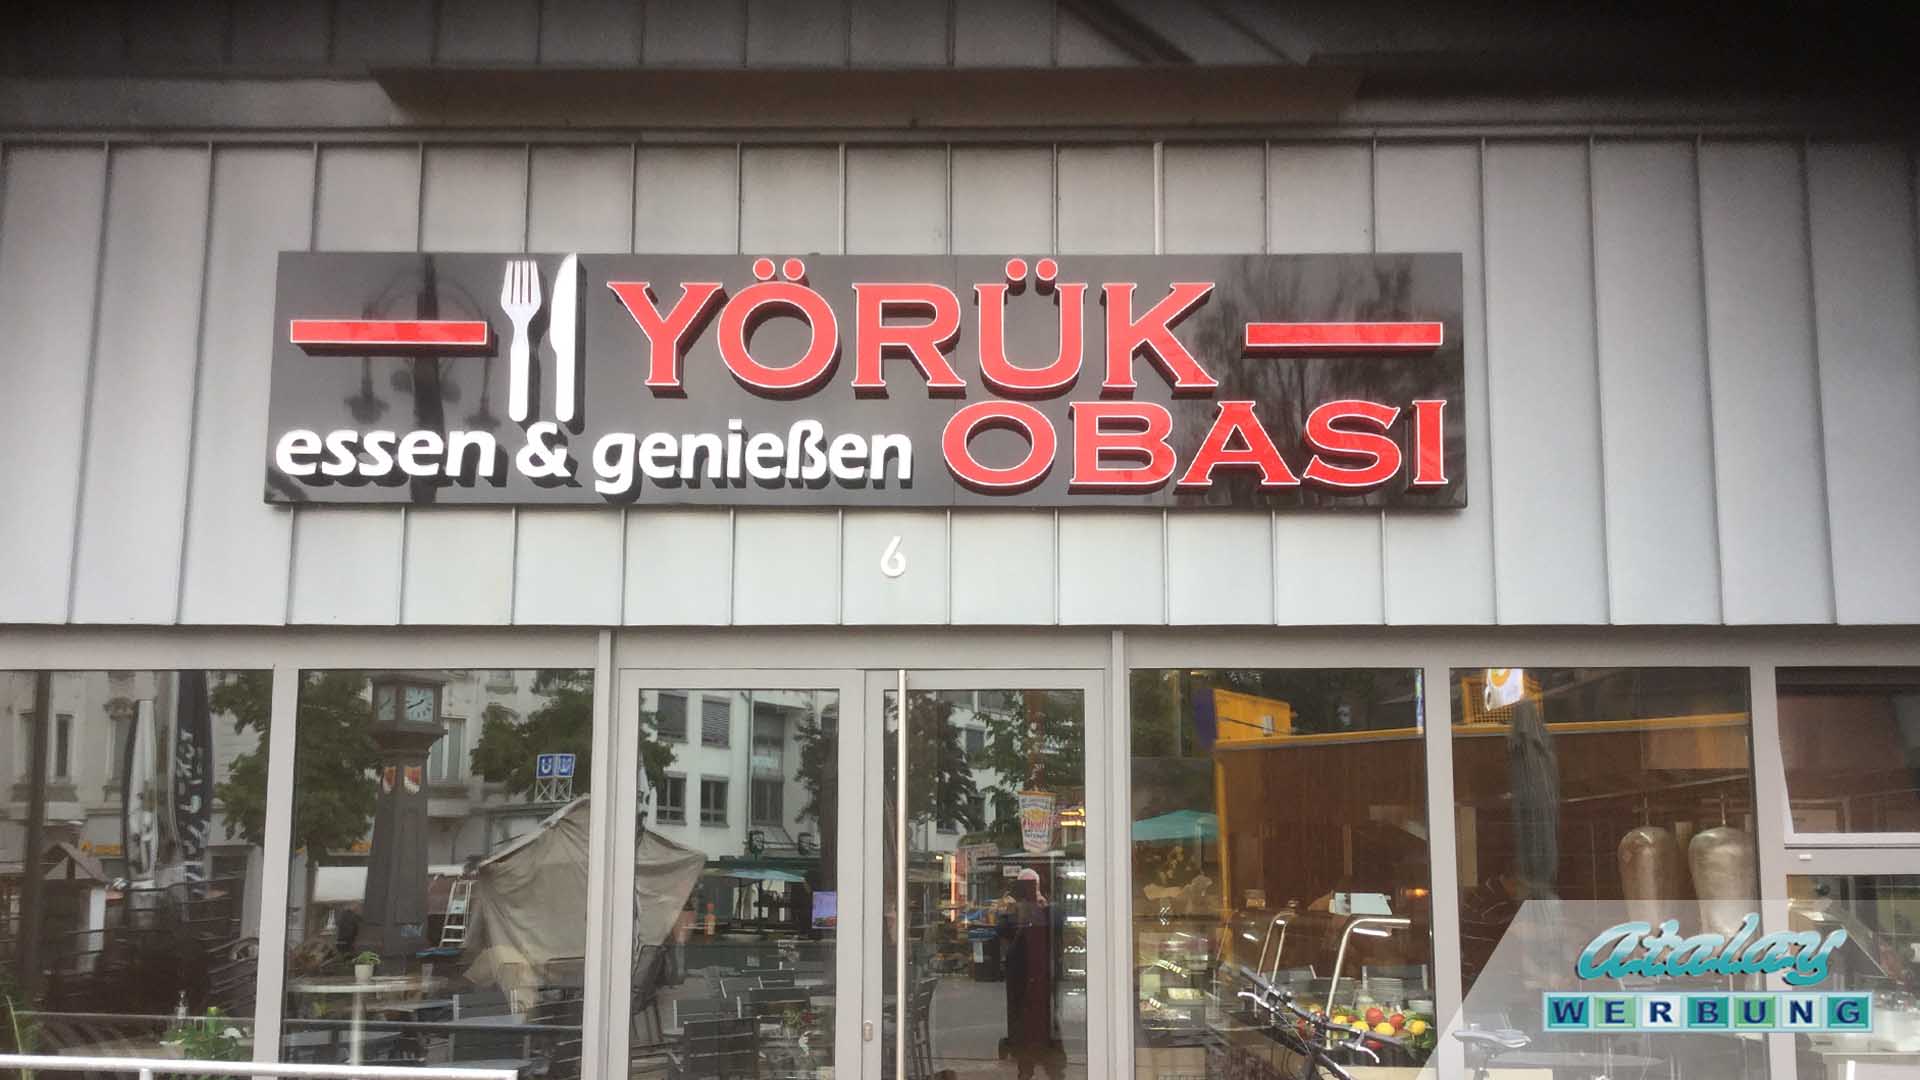 YÖRÜK
essen & genießen OBASI
6
Atalay
WERBUNG